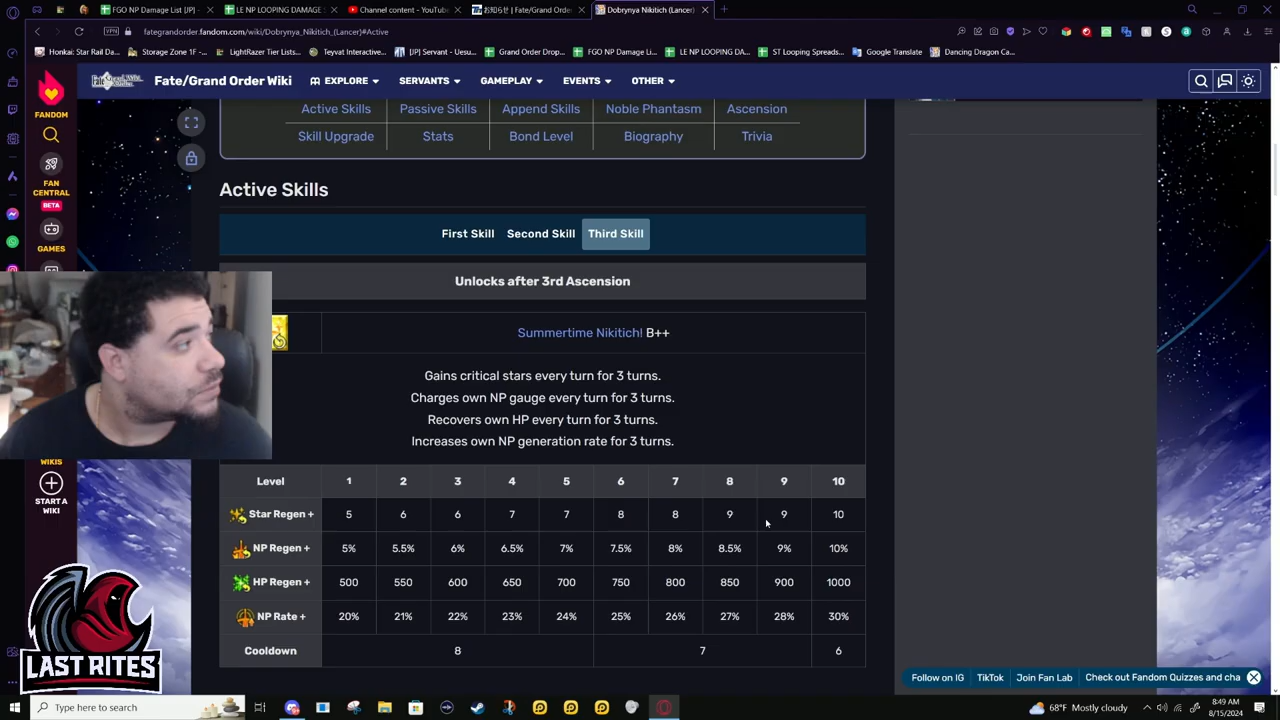 FGO NP Damage List [JP] -
LE NP LOOPING DAMAGE
Channel content - YouTube
お知らせ | Fate/Grand Order
Dobrynya Nikitich (Lancer)
VPN
fategrandorder.fandom.com/wiki/Dobrynya_Nikitich_(Lancer)#Active
Honkai: Star Rail Da...
Storage Zone 1F -...
LightRazer Tier Lists...
Teyvat Interactive...
[JP] Servant - Uesu...
Grand Order Drop...
FGO NP Damage Li...
LE NP LOOPING DA...
ST Looping Spreads...
Google Translate
Dancing Dragon Ca...
Fate/Grand Order Wiki
EXPLORE
SERVANTS
GAMEPLAY
EVENTS
OTHER
FANDOM
FAN CENTRAL
BETA
GAMES
WIKIS
START A WIKI
Active Skills
Passive Skills
Append Skills
Noble Phantasm
Ascension
Skill Upgrade
Stats
Bond Level
Biography
Trivia
Active Skills
First Skill
Second Skill
Third Skill
Unlocks after 3rd Ascension
Summertime Nikitich! B++
Gains critical stars every turn for 3 turns.
Charges own NP gauge every turn for 3 turns.
Recovers own HP every turn for 3 turns.
Increases own NP generation rate for 3 turns.
Level 1 2 3 4 5 6 7 8 9 10
Star Regen + 5 6 6 7 7 8 8 9 9 10
NP Regen + 5% 5.5% 6% 6.5% 7% 7.5% 8% 8.5% 9% 10%
HP Regen + 500 550 600 650 700 750 800 850 900 1000
NP Rate + 20% 21% 22% 23% 24% 25% 26% 27% 28% 30%
Cooldown 8 7 6
LAST RITES
Follow on IG
TikTok
Join Fan Lab
Check out Fandom Quizzes and cha
Type here to search
68°F Mostly cloudy
8:49 AM
8/15/2024